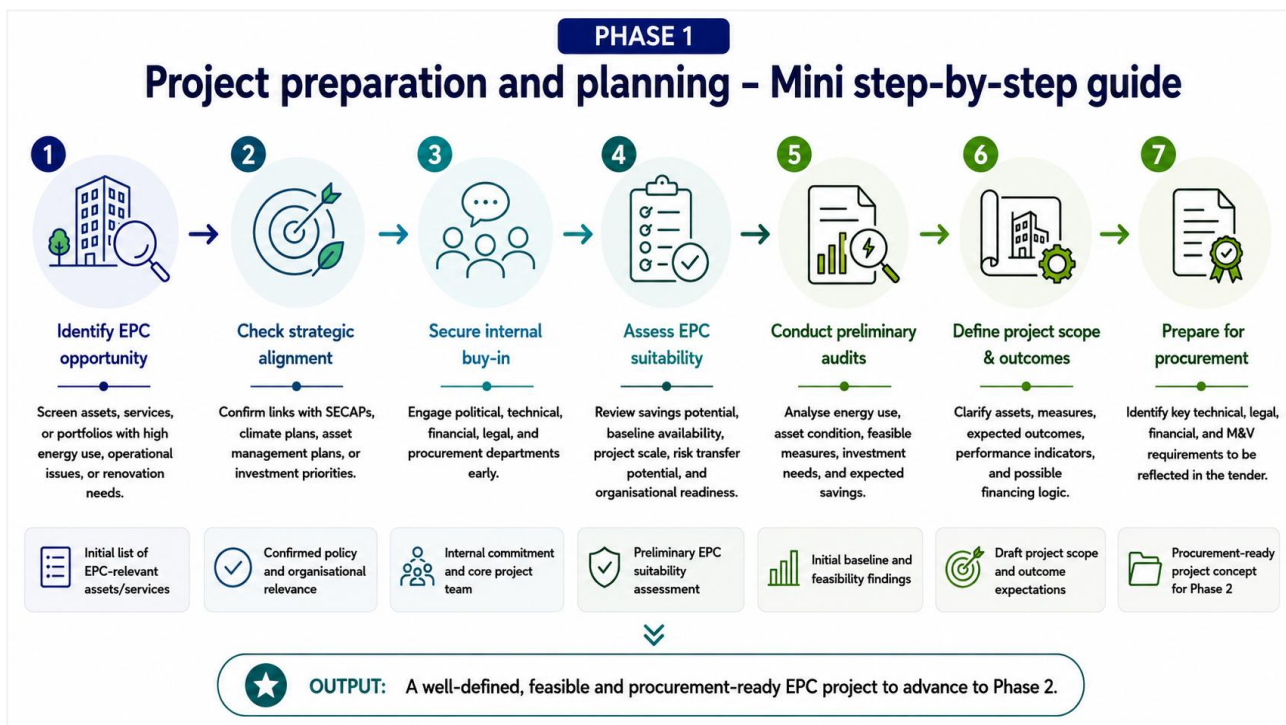 PHASE 1
Project preparation and planning – Mini step-by-step guide
1
Identify EPC
opportunity
Screen assets, services,
or portfolios with high
energy use, operational
issues, or renovation
needs.
Initial list of
EPC-relevant
assets/services
2
Check strategic
alignment
Confirm links with SECAPs,
climate plans, asset
management plans, or
investment priorities.
Confirmed policy
and organisational
relevance
3
Secure internal
buy-in
Engage political, technical,
financial, legal, and
procurement departments
early.
Internal commitment
and core project
team
4
Assess EPC
suitability
Review savings potential,
baseline availability,
project scale, risk transfer
potential, and
organisational readiness.
Preliminary EPC
suitability
assessment
5
Conduct preliminary
audits
Analyse energy use,
asset condition, feasible
measures, investment
needs, and expected
savings.
Initial baseline and
feasibility findings
6
Define project scope
& outcomes
Clarify assets, measures,
expected outcomes,
performance indicators,
and possible
financing logic.
Draft project scope
and outcome
expectations
7
Prepare for
procurement
Identify key technical, legal,
financial, and M&V
requirements to be
reflected in the tender.
Procurement-ready
project concept
for Phase 2
OUTPUT: A well-defined, feasible and procurement-ready EPC project to advance to Phase 2.